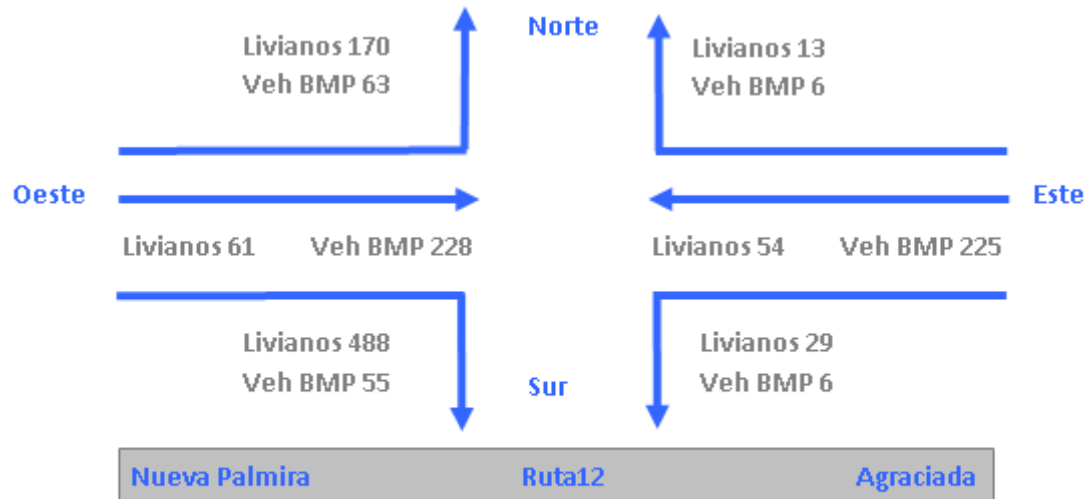 Norte
Livianos 170
Veh BMP 63
Livianos 13
Veh BMP 6
Oeste
Este
Livianos 61 Veh BMP 228
Livianos 54 Veh BMP 225
Livianos 488
Veh BMP 55
Sur
Livianos 29
Veh BMP 6
Nueva Palmira Ruta12 Agraciada